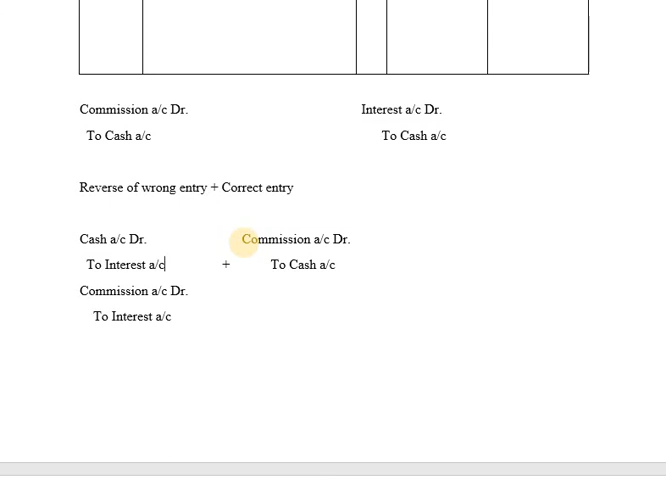 Commission a/c Dr. Interest a/c Dr.
To Cash a/c To Cash a/c
Reverse of wrong entry + Correct entry
Cash a/c Dr. Commission a/c Dr.
To Interest a/c + To Cash a/c
Commission a/c Dr.
To Interest a/c